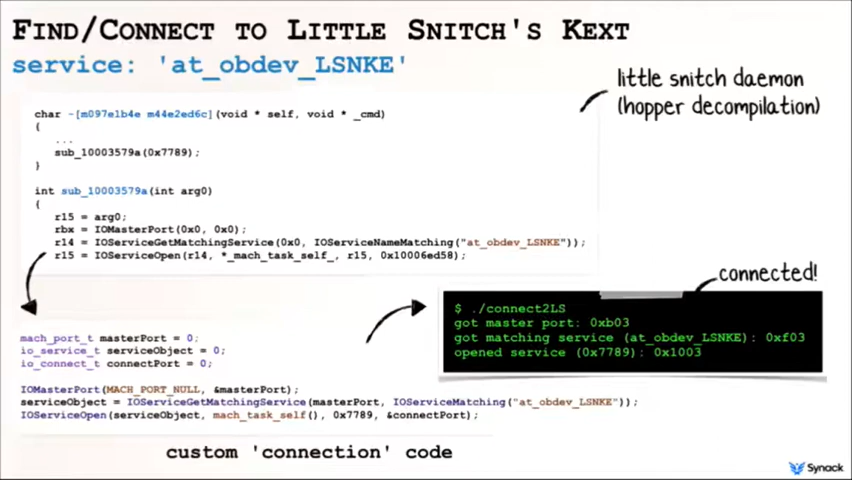 FIND/CONNECT TO LITTLE SNITCH'S KEXT
service: 'at_obdev_LSNKE'
little snitch daemon
(hopper decompilation)
char -[m097e1b4e m44e2ed6c](void * self, void * _cmd)
{
...
sub_10003579a(0x7789);
}
int sub_10003579a(int arg0)
{
r15 = arg0;
rbx = IOMasterPort(0x0, 0x0);
r14 = IOServiceGetMatchingService(0x0, IOServiceNameMatching("at_obdev_LSNKE"));
r15 = IOServiceOpen(r14, *_mach_task_self_, r15, 0x10006ed58);
connected!
$ ./connect2LS
got master port: 0xb03
got matching service (at_obdev_LSNKE): 0xf03
opened service (0x7789): 0x1003
mach_port_t masterPort = 0;
io_service_t serviceObject = 0;
io_connect_t connectPort = 0;
IOMasterPort(MACH_PORT_NULL, &masterPort);
serviceObject = IOServiceGetMatchingService(masterPort, IOServiceMatching("at_obdev_LSNKE"));
IOServiceOpen(serviceObject, mach_task_self(), 0x7789, &connectPort);
custom 'connection' code
Synack